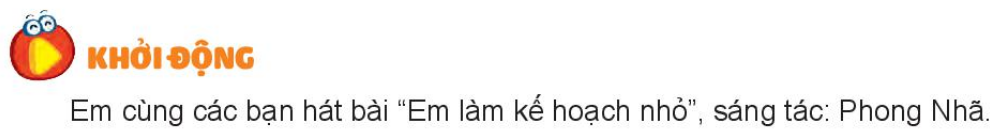 KHỞI ĐỘNG
Em cùng các bạn hát bài “Em làm kế hoạch nhỏ”, sáng tác: Phong Nhã.